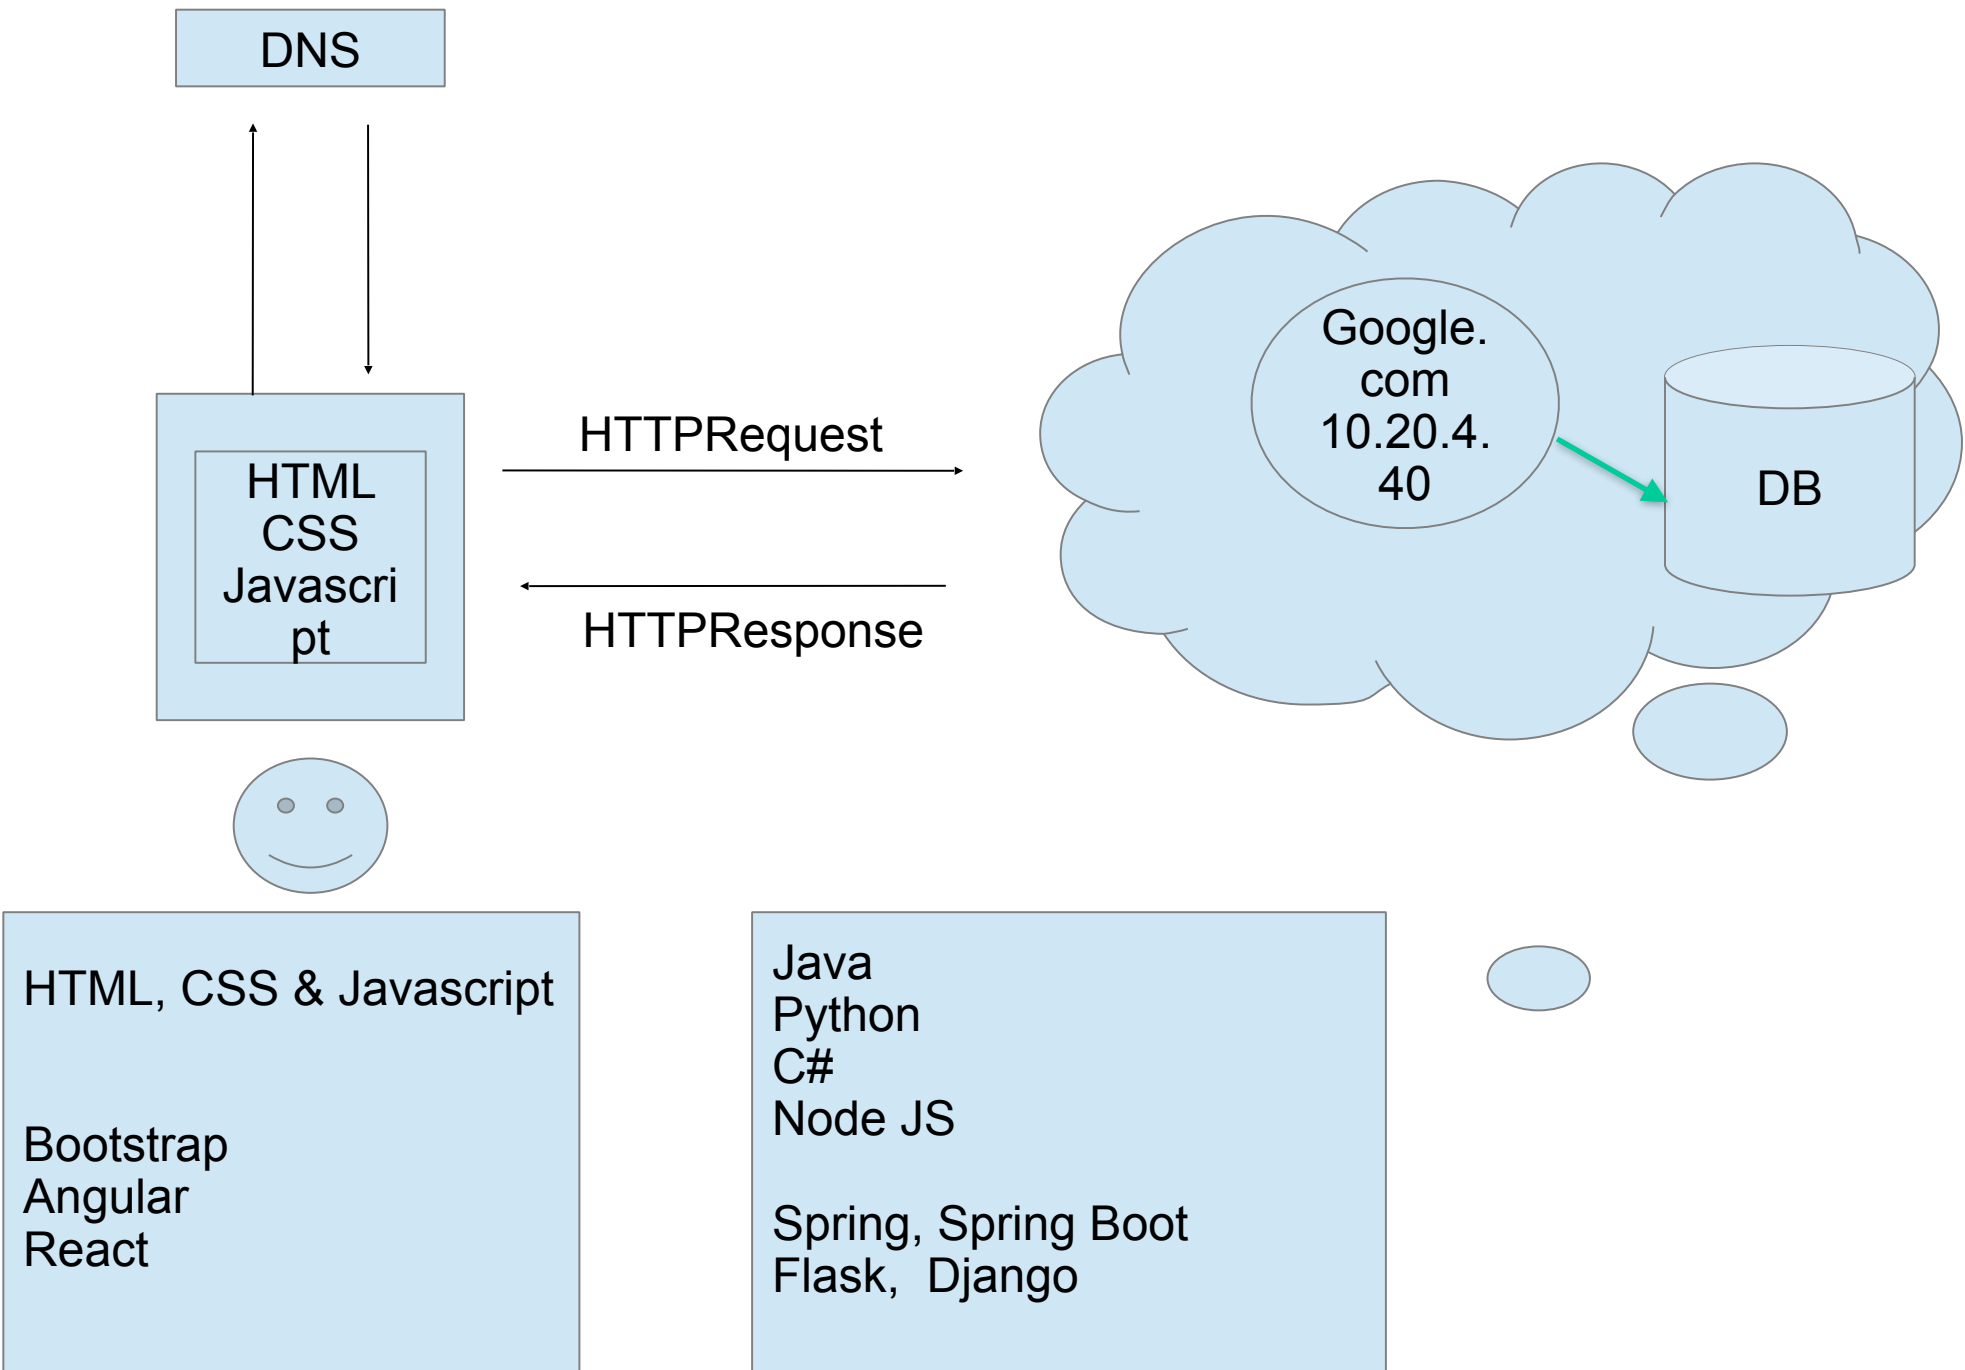 DNS
HTML
CSS
Javascri
pt
HTTPRequest
HTTPResponse
Google.
com
10.20.4.
40
DB
HTML, CSS & Javascript
Bootstrap
Angular
React
Java
Python
C#
Node JS
Spring, Spring Boot
Flask,  Django